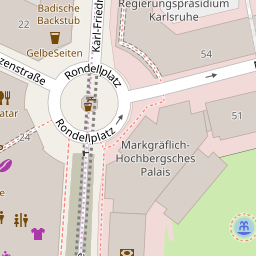 Regierungspräsidium
Karlsruhe
Badische
Backstub
22
GelbeSeiten
Karl-Friedr
Rondellplatz
54
zenstraße
atar
24
Rondellplatz
51
Markgräflich-
Hochbergsches
Palais